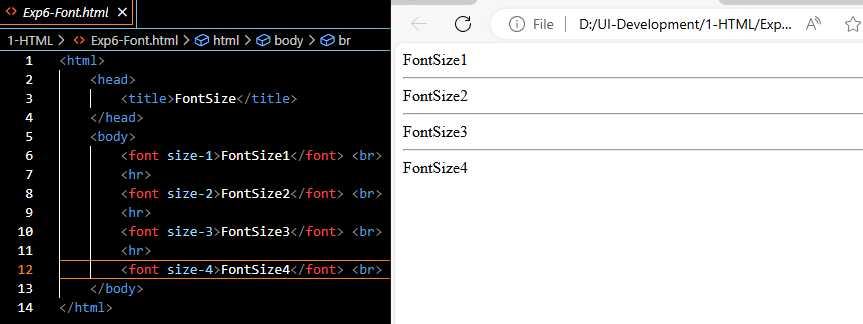 Exp6-Font.html ×
1-HTML > <> Exp6-Font.html > html > body > br
1 <html>
2 <head>
3 <title>FontSize</title>
4 </head>
5 <body>
6 <font size-1>FontSize1</font> <br>
7 <hr>
8 <font size-2>FontSize2</font> <br>
9 <hr>
10 <font size-3>FontSize3</font> <br>
11 <hr>
12 <font size-4>FontSize4</font> <br>
13 </body>
14 </html>
File | D:/UI-Development/1-HTML/Exp... A
FontSize1
FontSize2
FontSize3
FontSize4